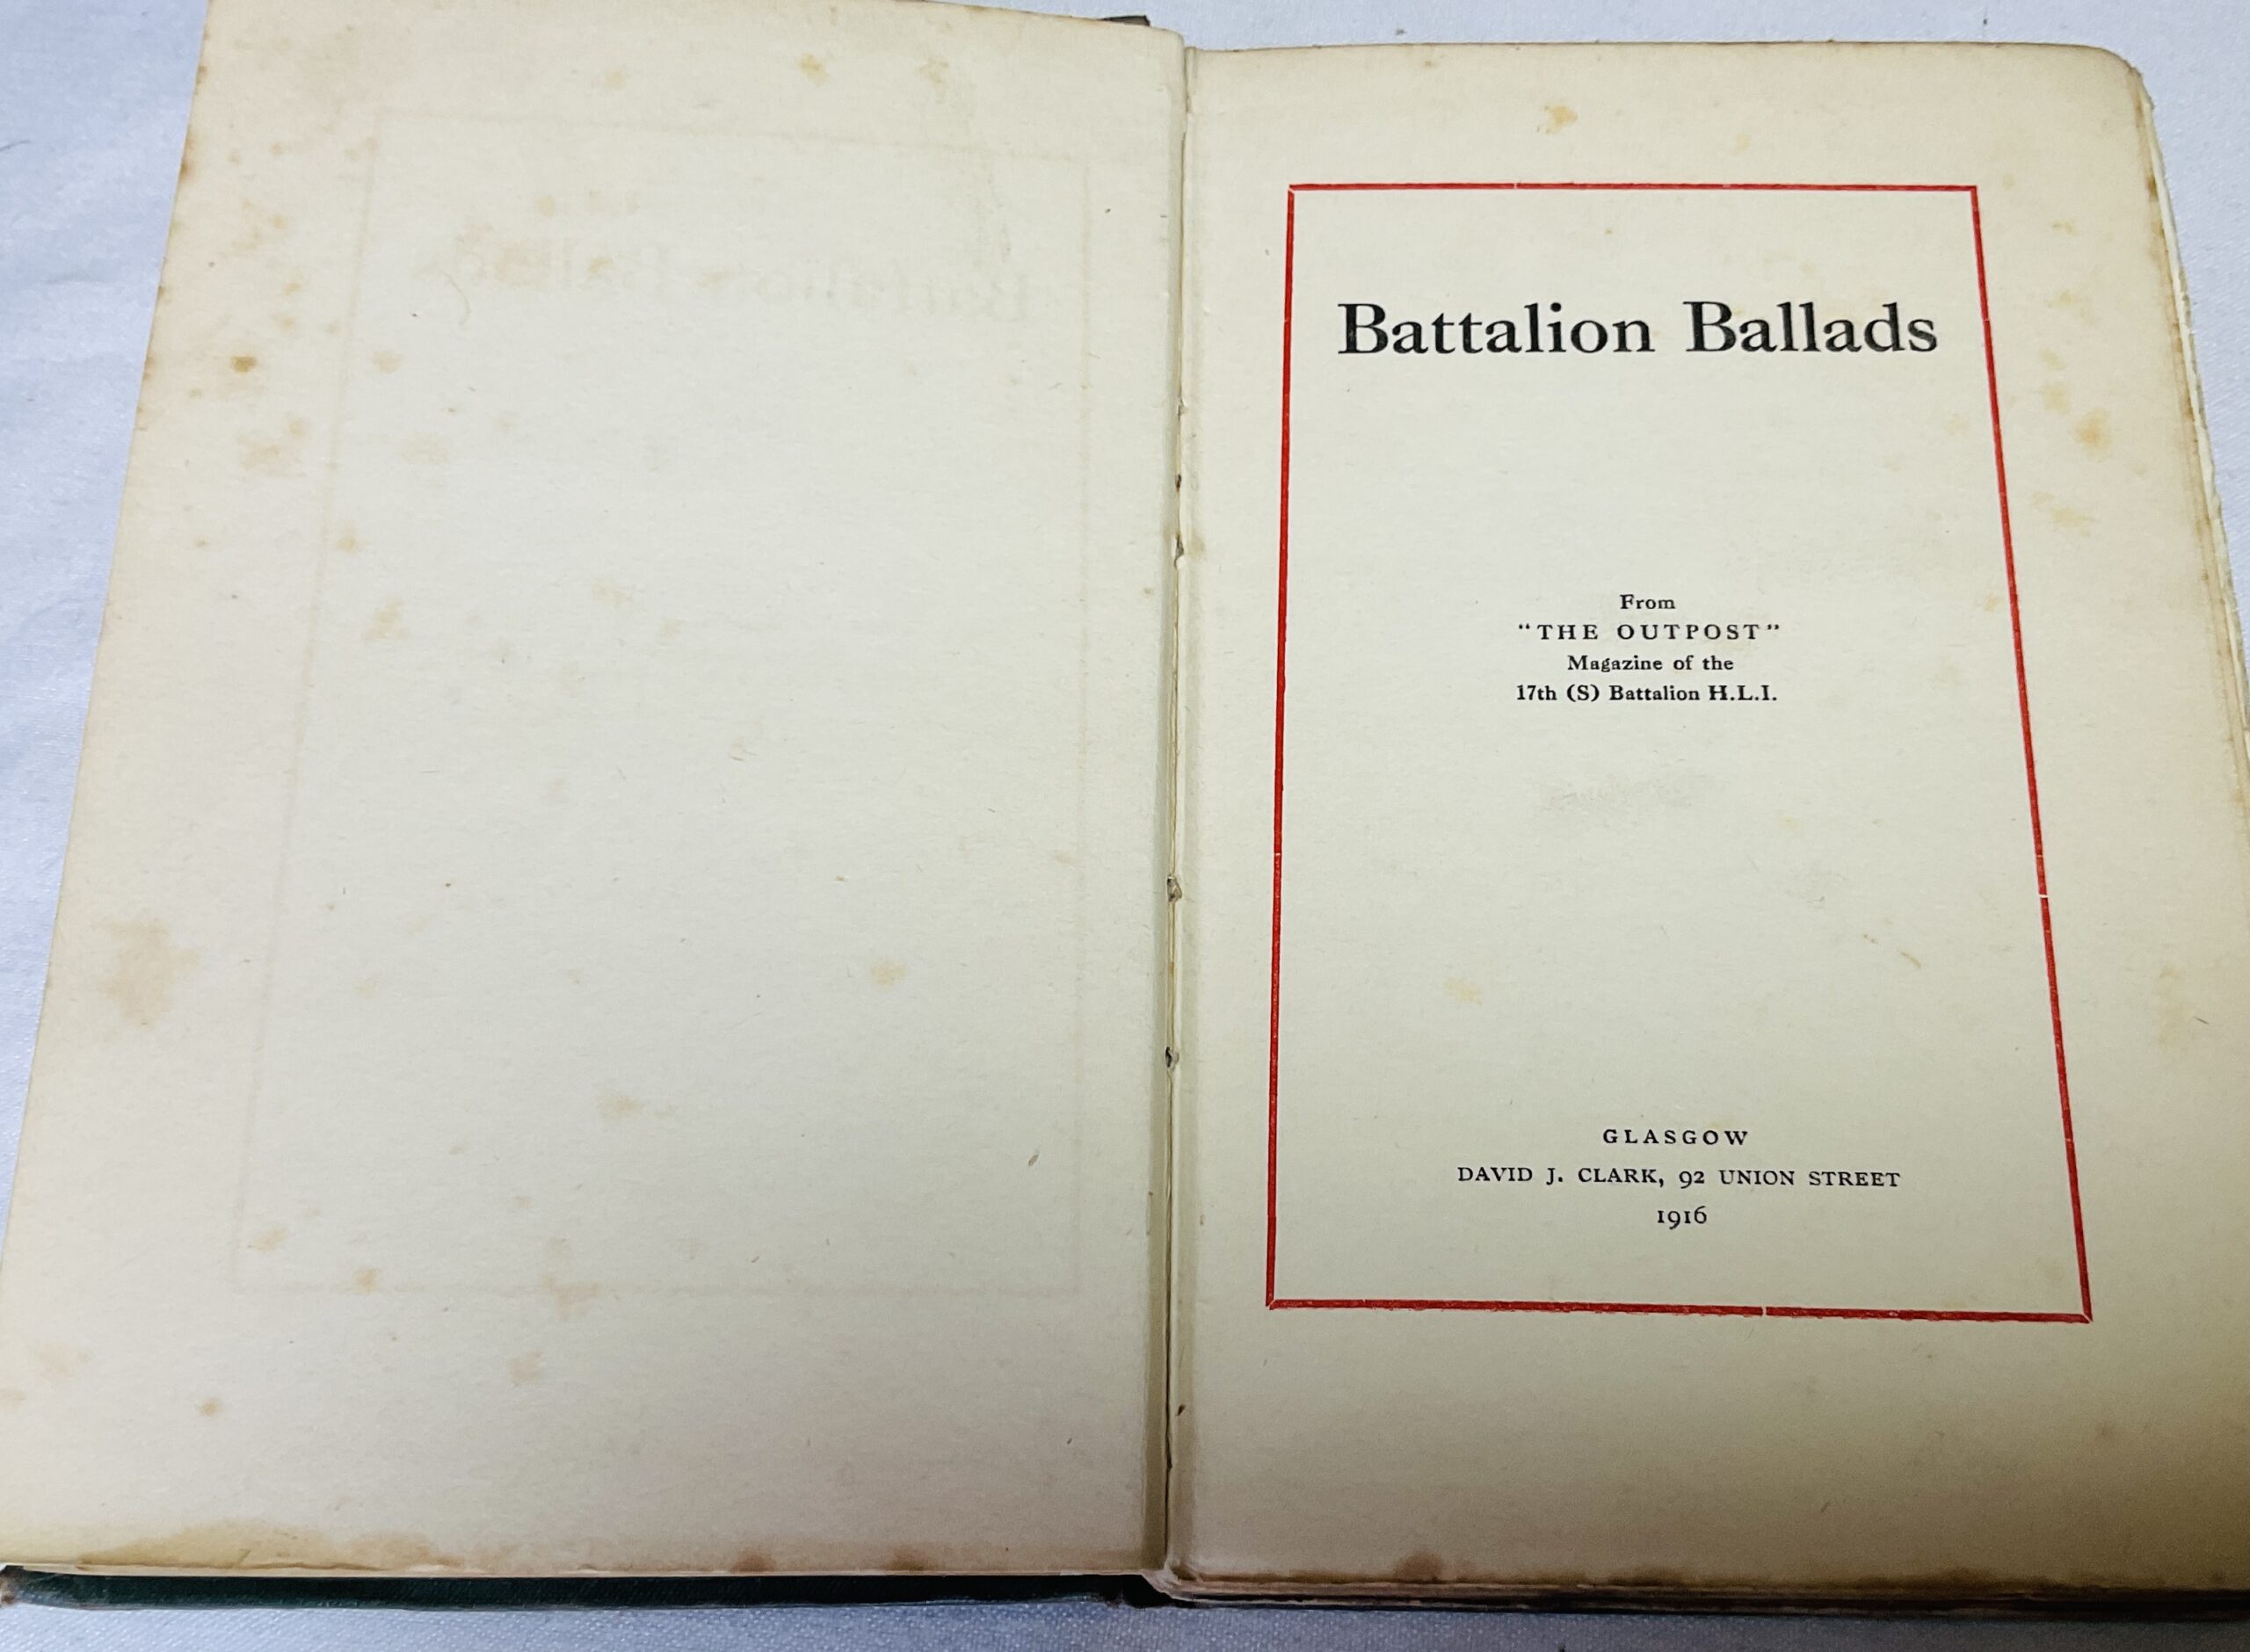 Battalion Ballads
From
"THE OUTPOST"
Magazine of the
17th (S) Battalion H.L.I.
GLASGOW
DAVID J. CLARK, 92 UNION STREET
1916